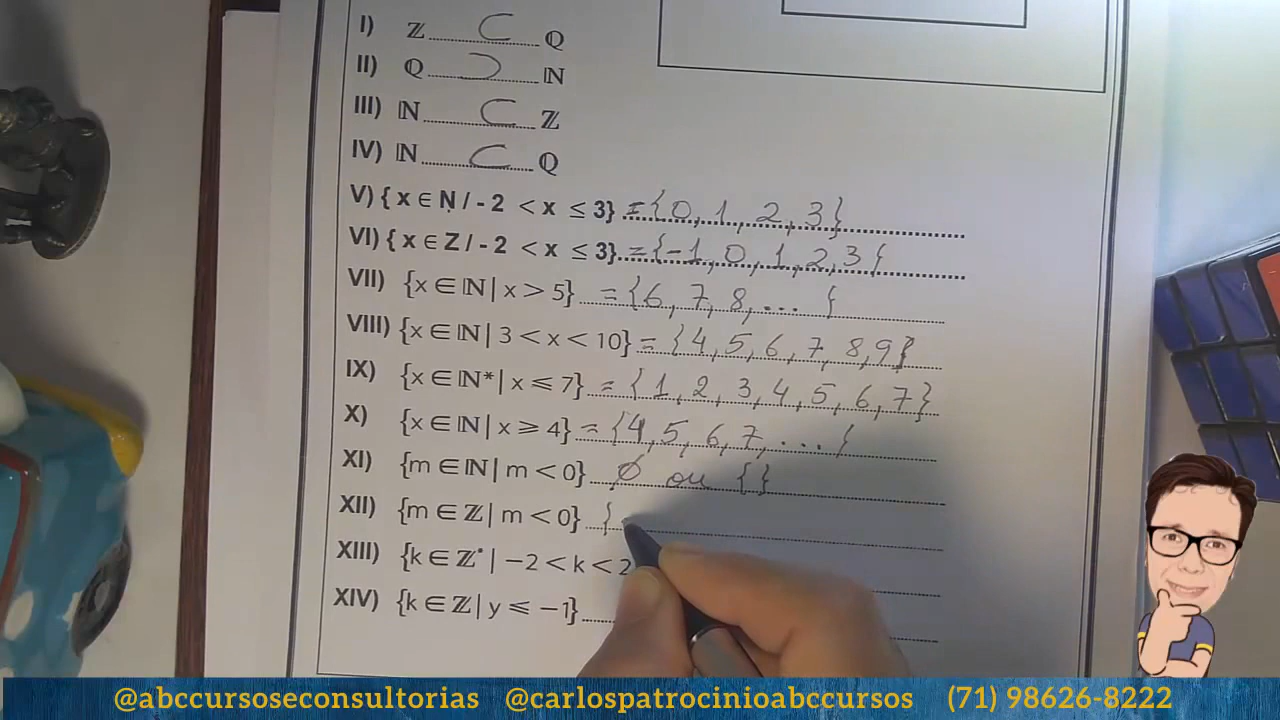 I) ℤ ⊂ ℚ
II) ℚ ⊃ ℕ
III) ℕ ⊂ ℤ
IV) ℕ ⊂ ℚ
V) { x ∈ N / - 2 < x ≤ 3} = {0, 1, 2, 3}
VI) { x ∈ Z / - 2 < x ≤ 3} = {-1, 0, 1, 2, 3}
VII) {x ∈ ℕ | x > 5} = {6, 7, 8, ... }
VIII) {x ∈ ℕ | 3 < x < 10} = {4, 5, 6, 7, 8, 9}
IX) {x ∈ ℕ* | x ⩽ 7} = {1, 2, 3, 4, 5, 6, 7}
X) {x ∈ ℕ | x ⩾ 4} = {4, 5, 6, 7, ... }
XI) {m ∈ ℕ | m < 0} ∅ ou { }
XII) {m ∈ ℤ | m < 0} {
XIII) {k ∈ ℤ* | −2 < k < 2
XIV) {k ∈ ℤ | y ⩽ −1}
@abccursoseconsultorias @carlospatrocinioabccursos (71) 98626-8222